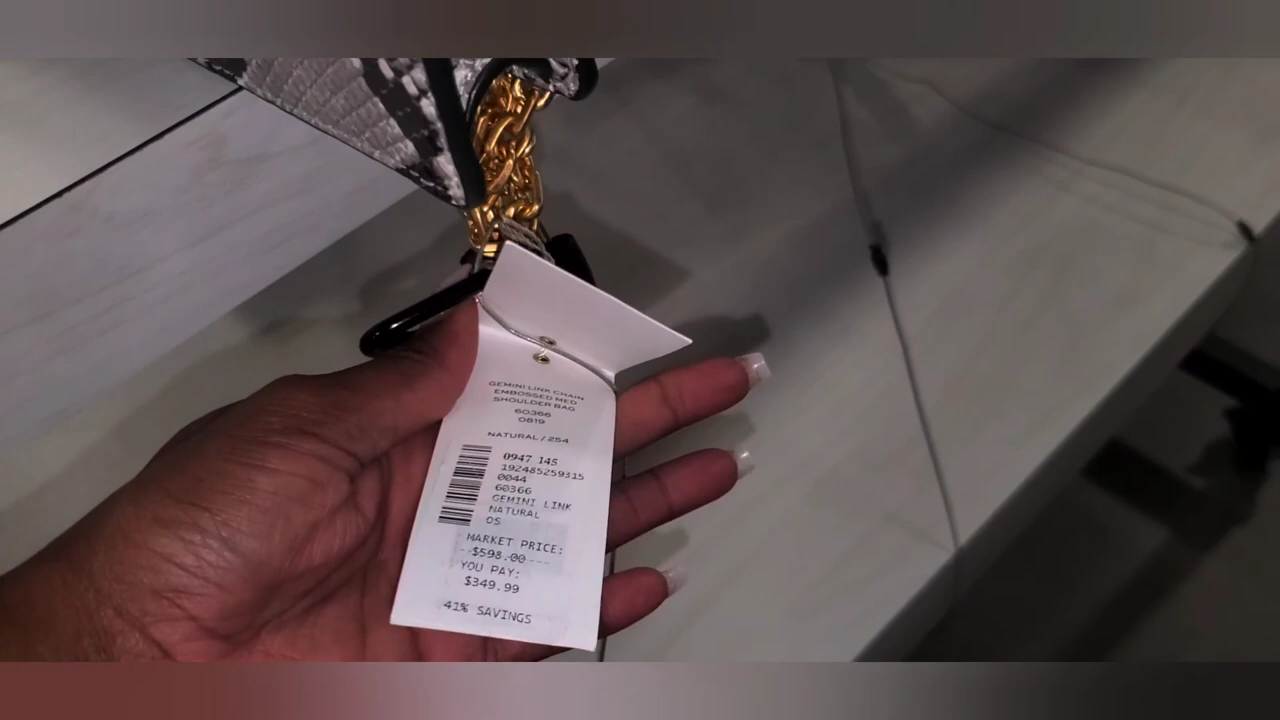 GEMINI LINK CHAIN
EMBOSSED MED
SHOULDER BAG
60366
0819
NATURAL / 254
0947 145
192485259315
0044
60366
GEMINI LINK
NATURAL
OS
MARKET PRICE:
--$598.00---
YOU PAY:
$349.99
41% SAVINGS